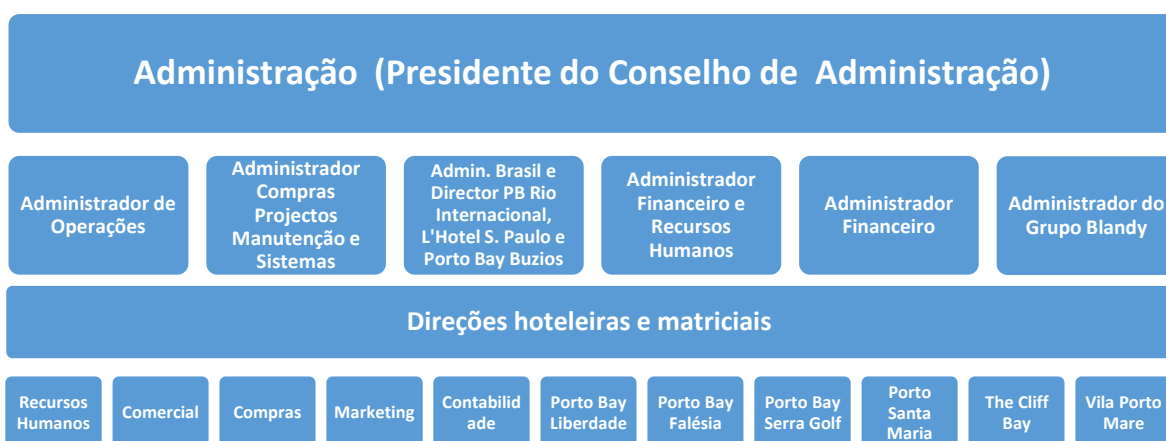 Administração (Presidente do Conselho de Administração)
Administrador de
Operações
Administrador
Compras
Projectos
Manutenção e
Sistemas
Admin. Brasil e
Director PB Rio
Internacional,
L'Hotel S. Paulo e
Porto Bay Buzios
Administrador
Financeiro e
Recursos
Humanos
Administrador
Financeiro
Administrador do
Grupo Blandy
Direções hoteleiras e matriciais
Recursos
Humanos
Comercial
Compras
Marketing
Contabilid
ade
Porto Bay
Liberdade
Porto Bay
Falésia
Porto Bay
Serra Golf
Porto
Santa
Maria
The Cliff
Bay
Vila Porto
Mare